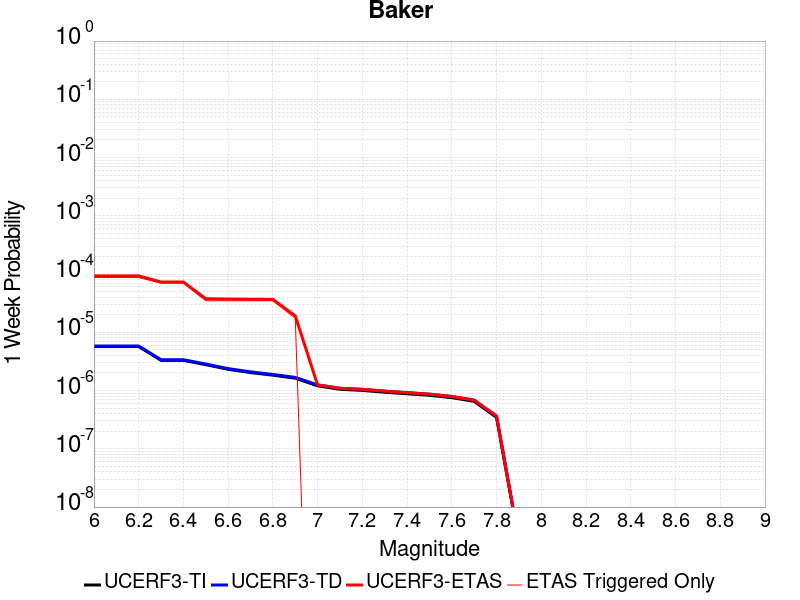 Baker
10^0
10^-1
10^-2
10^-3
10^-4
10^-5
10^-6
10^-7
10^-8
1 Week Probability
6 6.2 6.4 6.6 6.8 7 7.2 7.4 7.6 7.8 8 8.2 8.4 8.6 8.8 9
Magnitude
UCERF3-TI UCERF3-TD UCERF3-ETAS ETAS Triggered Only